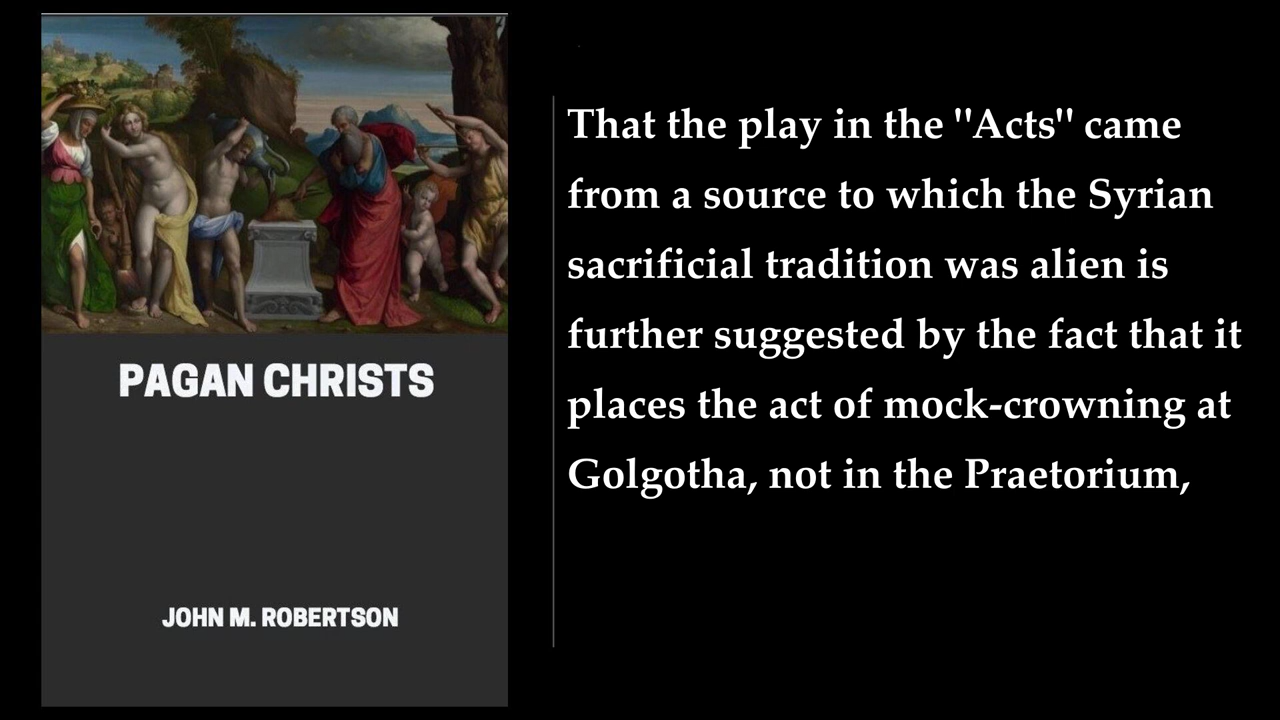 PAGAN CHRISTS
JOHN M. ROBERTSON
That the play in the "Acts" came
from a source to which the Syrian
sacrificial tradition was alien is
further suggested by the fact that it
places the act of mock-crowning at
Golgotha, not in the Praetorium,